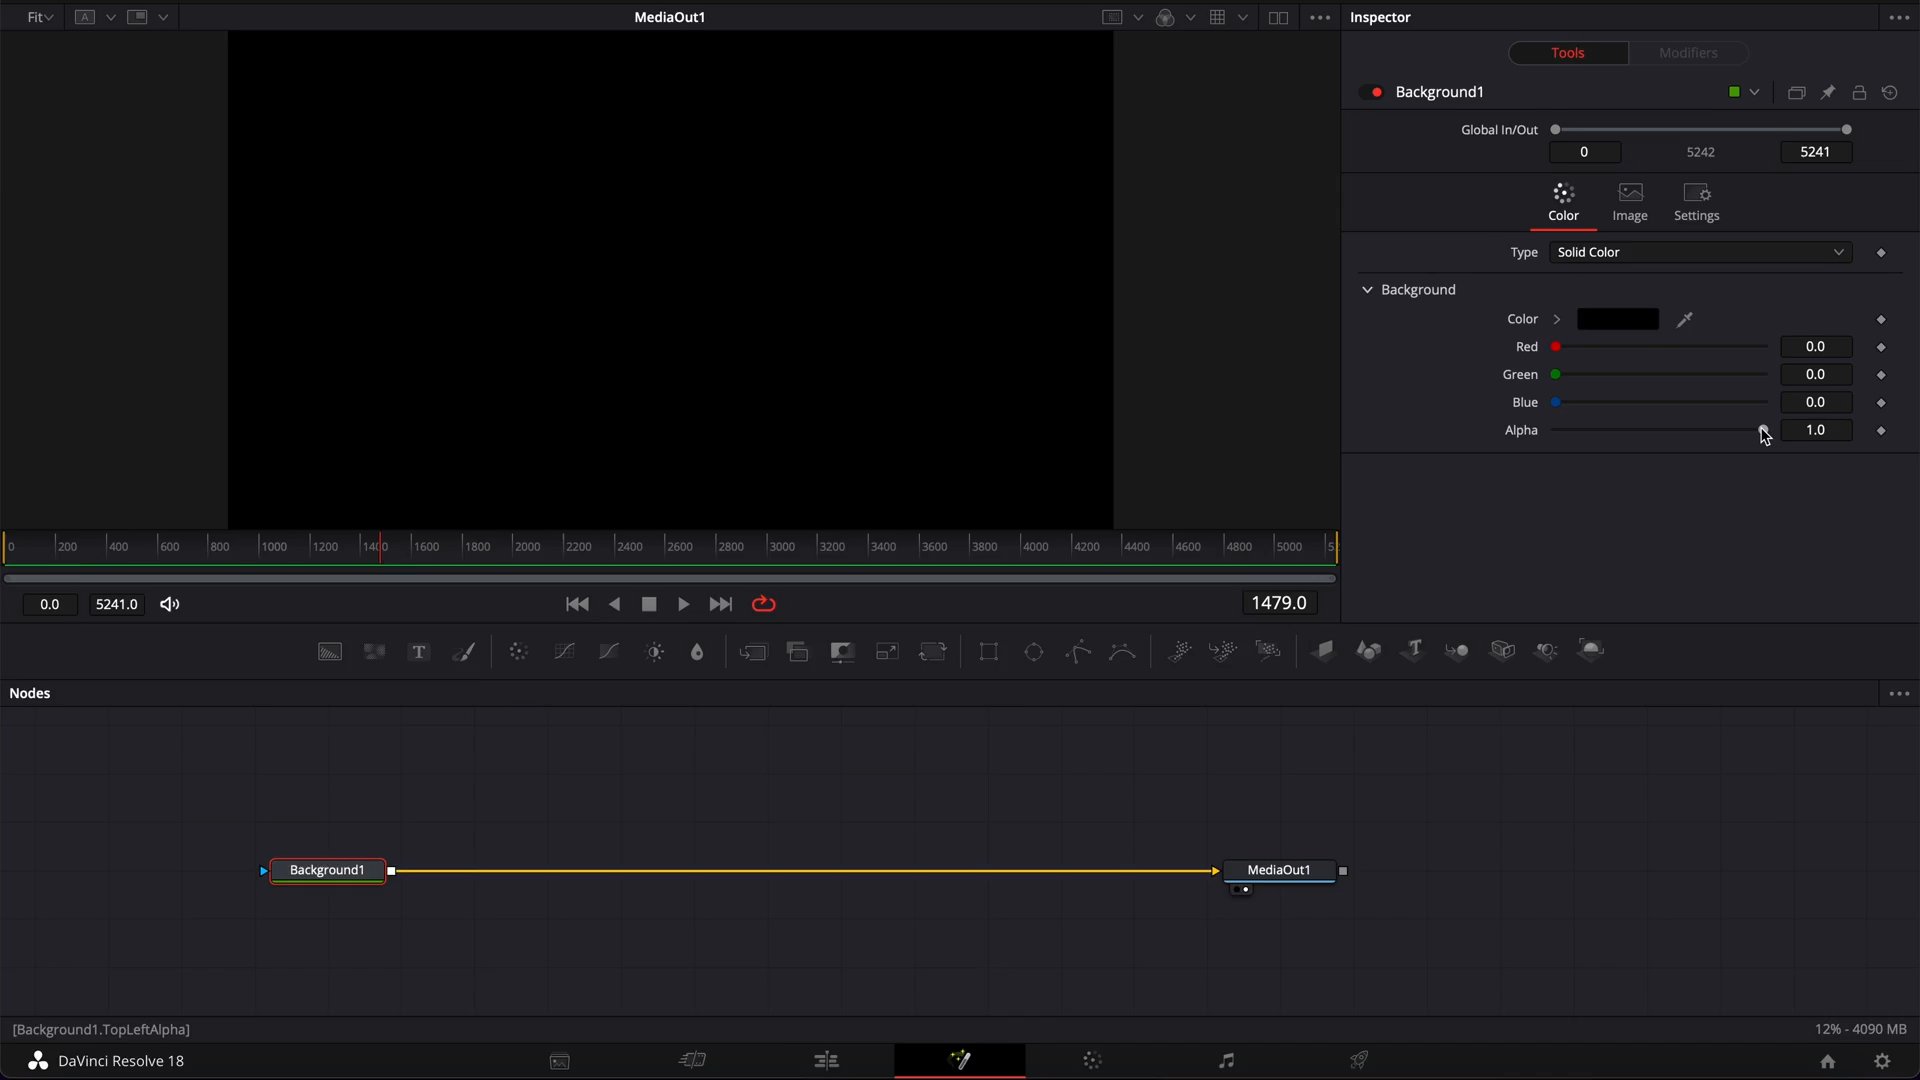 Fit
A
MediaOut1
Inspector
Tools
Modifiers
Background1
Global In/Out
0
5242
5241
Color
Image
Settings
Type
Solid Color
Background
Color
Red
0.0
Green
0.0
Blue
0.0
Alpha
1.0
0 200 400 600 800 1000 1200 1400 1600 1800 2000 2200 2400 2600 2800 3000 3200 3400 3600 3800 4000 4200 4400 4600 4800 5000
0.0
5241.0
1479.0
T
T
Nodes
Background1
MediaOut1
[Background1.TopLeftAlpha]
12% - 4090 MB
DaVinci Resolve 18